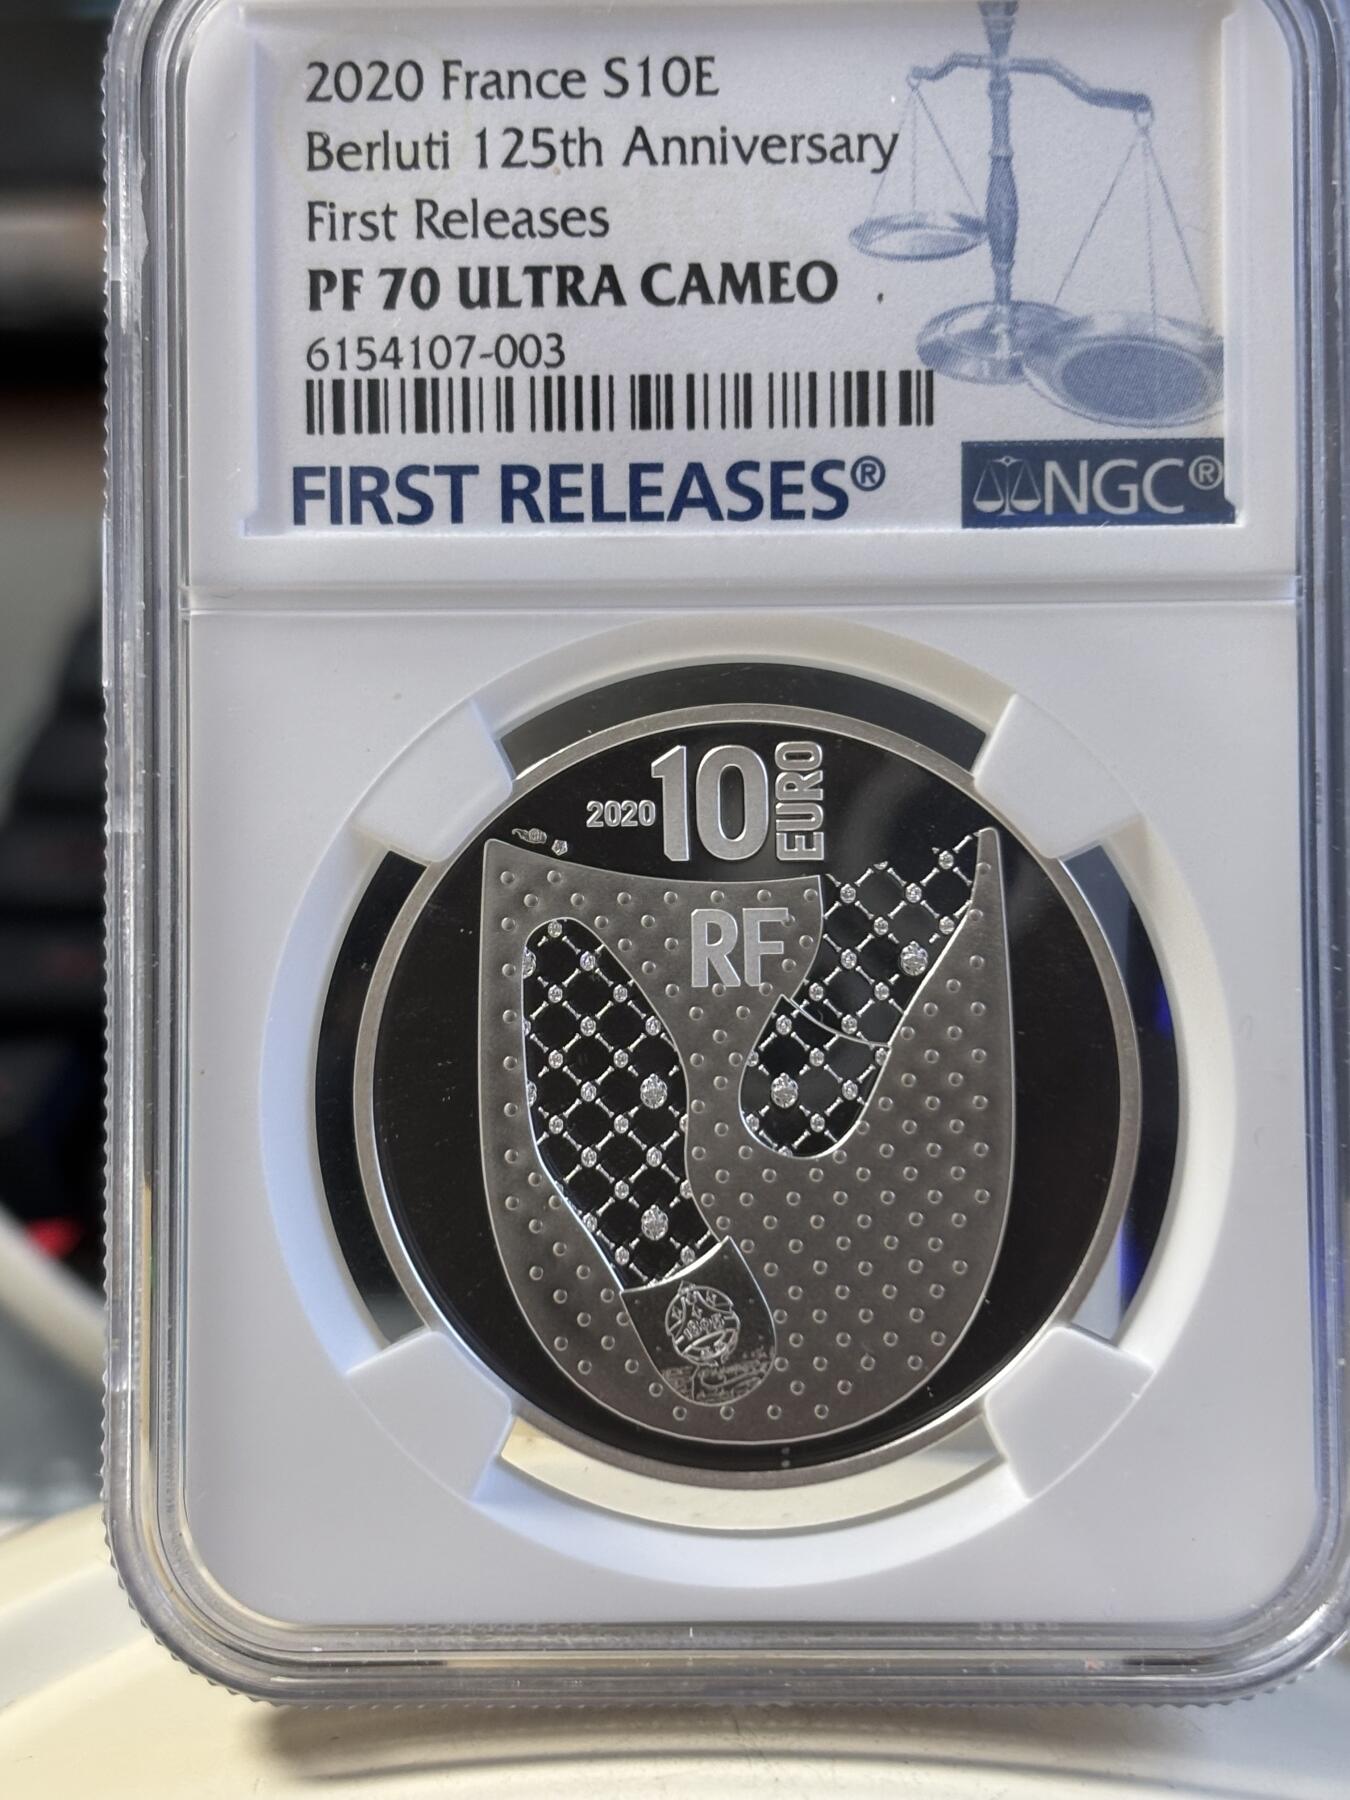 2020 France S10E
Berluti 125th Anniversary
First Releases
PF 70 ULTRA CAMEO
6154107-003
FIRST RELEASES®
NGC®
2020 10 EURO
RF